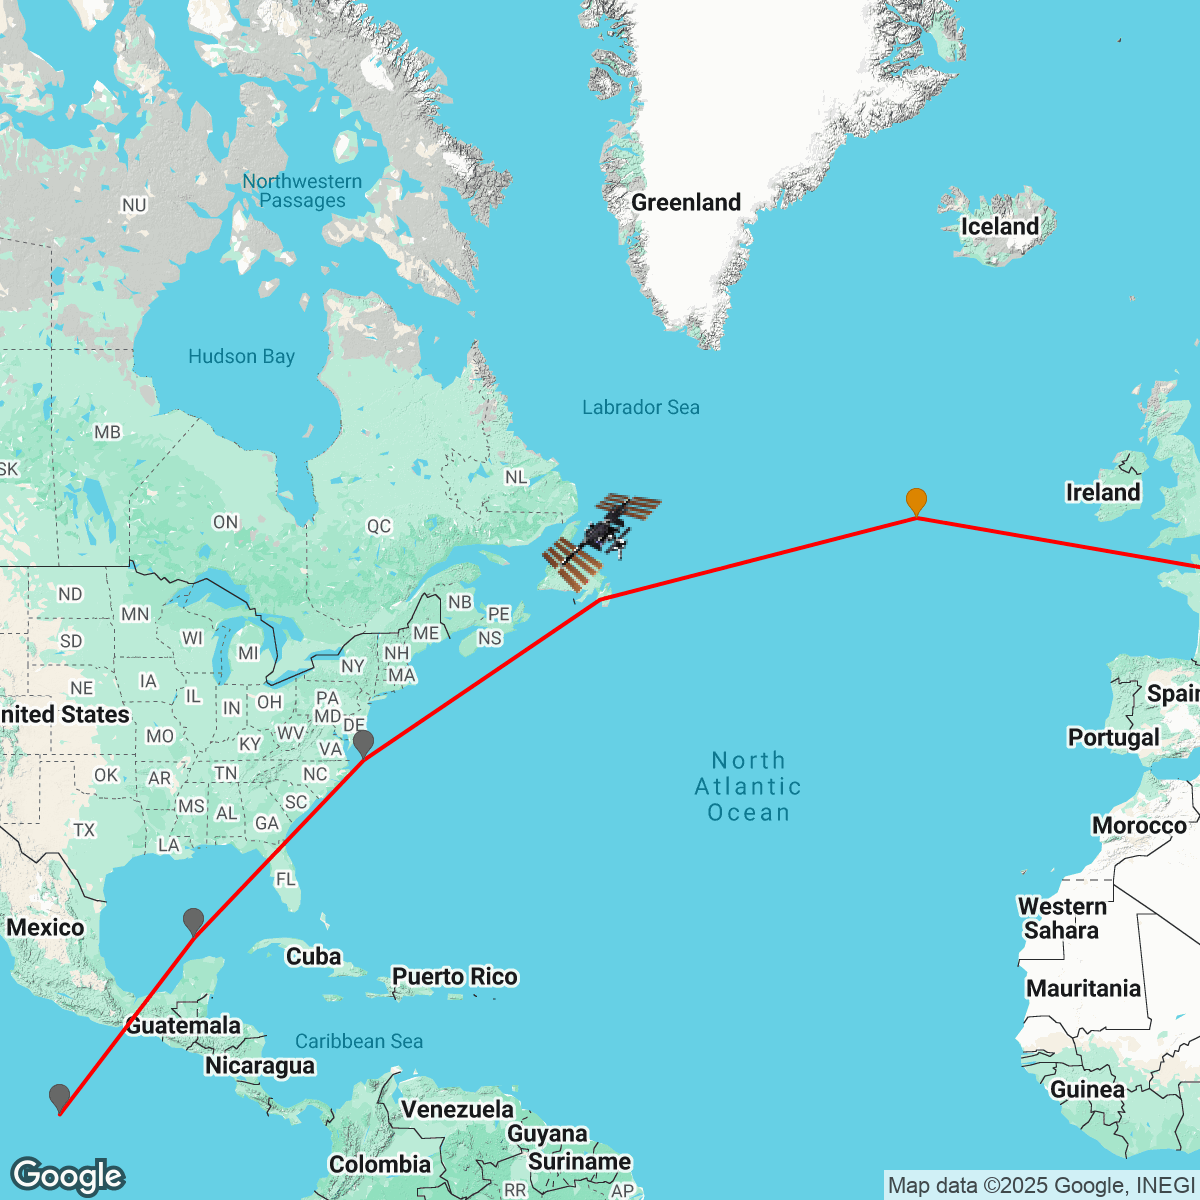 NU
Northwestern
Passages
Greenland
Iceland
Hudson Bay
Labrador Sea
MB
SK
NL
Ireland
ON
QC
ND
MN
NB
PE
SD
WI
MI
ME
NS
NH
NY
MA
NE
IA
IL
IN
OH
PA
Spain
nited States
MD
DE
MO
KY
WV
VA
Portugal
OK
AR
TN
NC
North
Atlantic
Ocean
MS
AL
SC
GA
TX
LA
Morocco
FL
Mexico
Western
Sahara
Cuba
Puerto Rico
Mauritania
Guatemala
Caribbean Sea
Nicaragua
Guinea
Venezuela
Guyana
Colombia
Suriname
RR
AP
Google
Map data ©2025 Google, INEGI